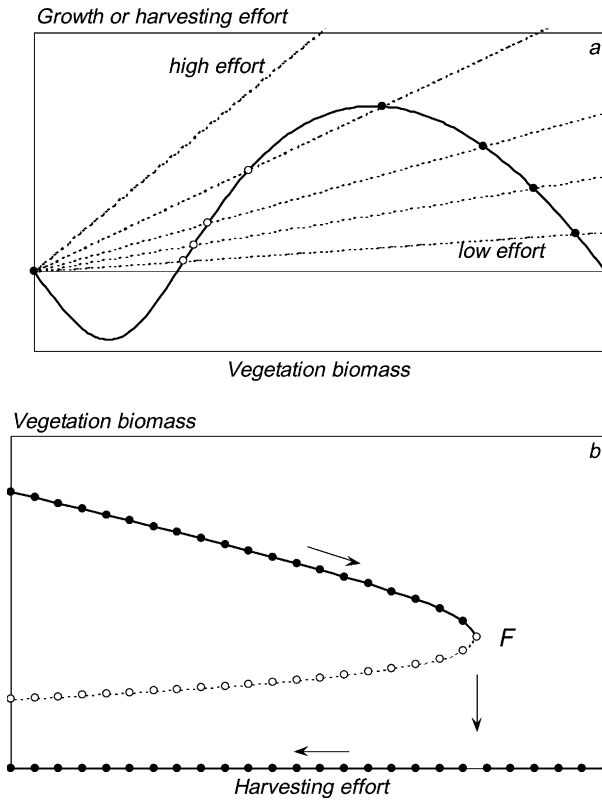 Growth or harvesting effort
a
high effort
low effort
Vegetation biomass
Vegetation biomass
b
F
Harvesting effort